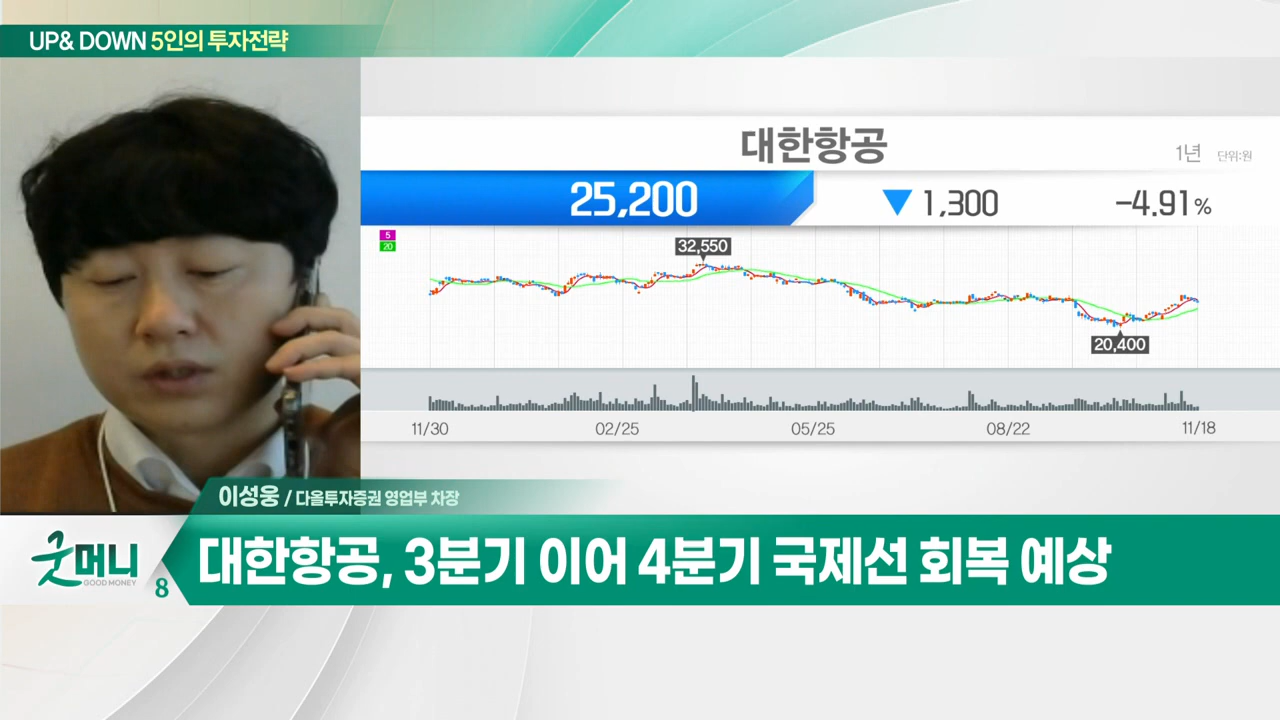 UP& DOWN 5인의 투자전략
대한항공
1년 단위:원
25,200 ▼ 1,300 -4.91%
5
20
32,550
20,400
11/30 02/25 05/25 08/22 11/18
이성웅 / 다올투자증권 영업부 차장
굿머니
GOOD MONEY
8
대한항공, 3분기 이어 4분기 국제선 회복 예상